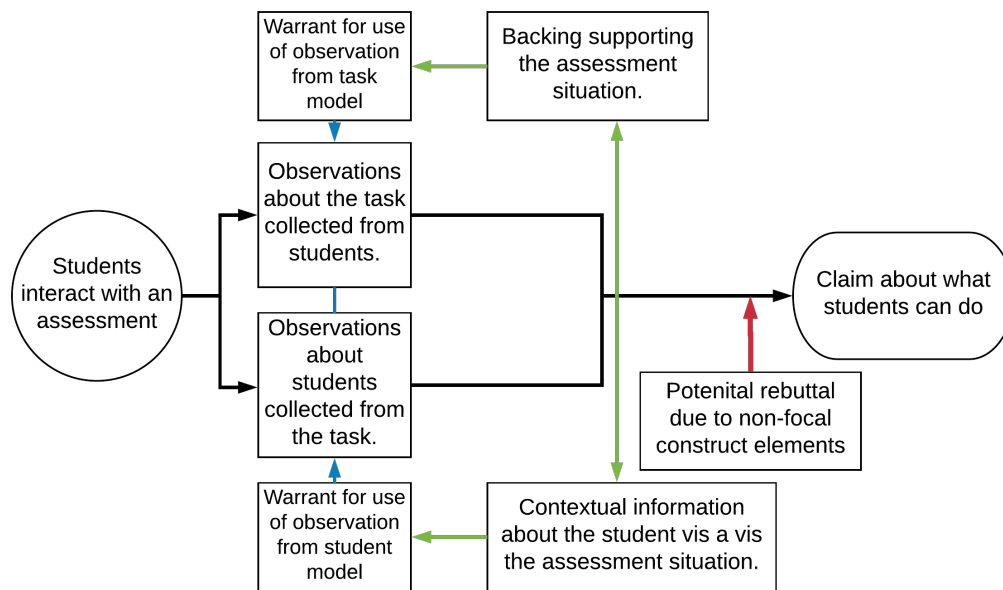 Warrant for use
of observation
from task
model
Backing supporting
the assessment
situation.
Observations
about the task
collected from
students.
Students
interact with an
assessment
Claim about what
students can do
Observations
about
students
collected from
the task.
Potenital rebuttal
due to non-focal
construct elements
Warrant for use
of observation
from student
model
Contextual information
about the student vis a vis
the assessment situation.